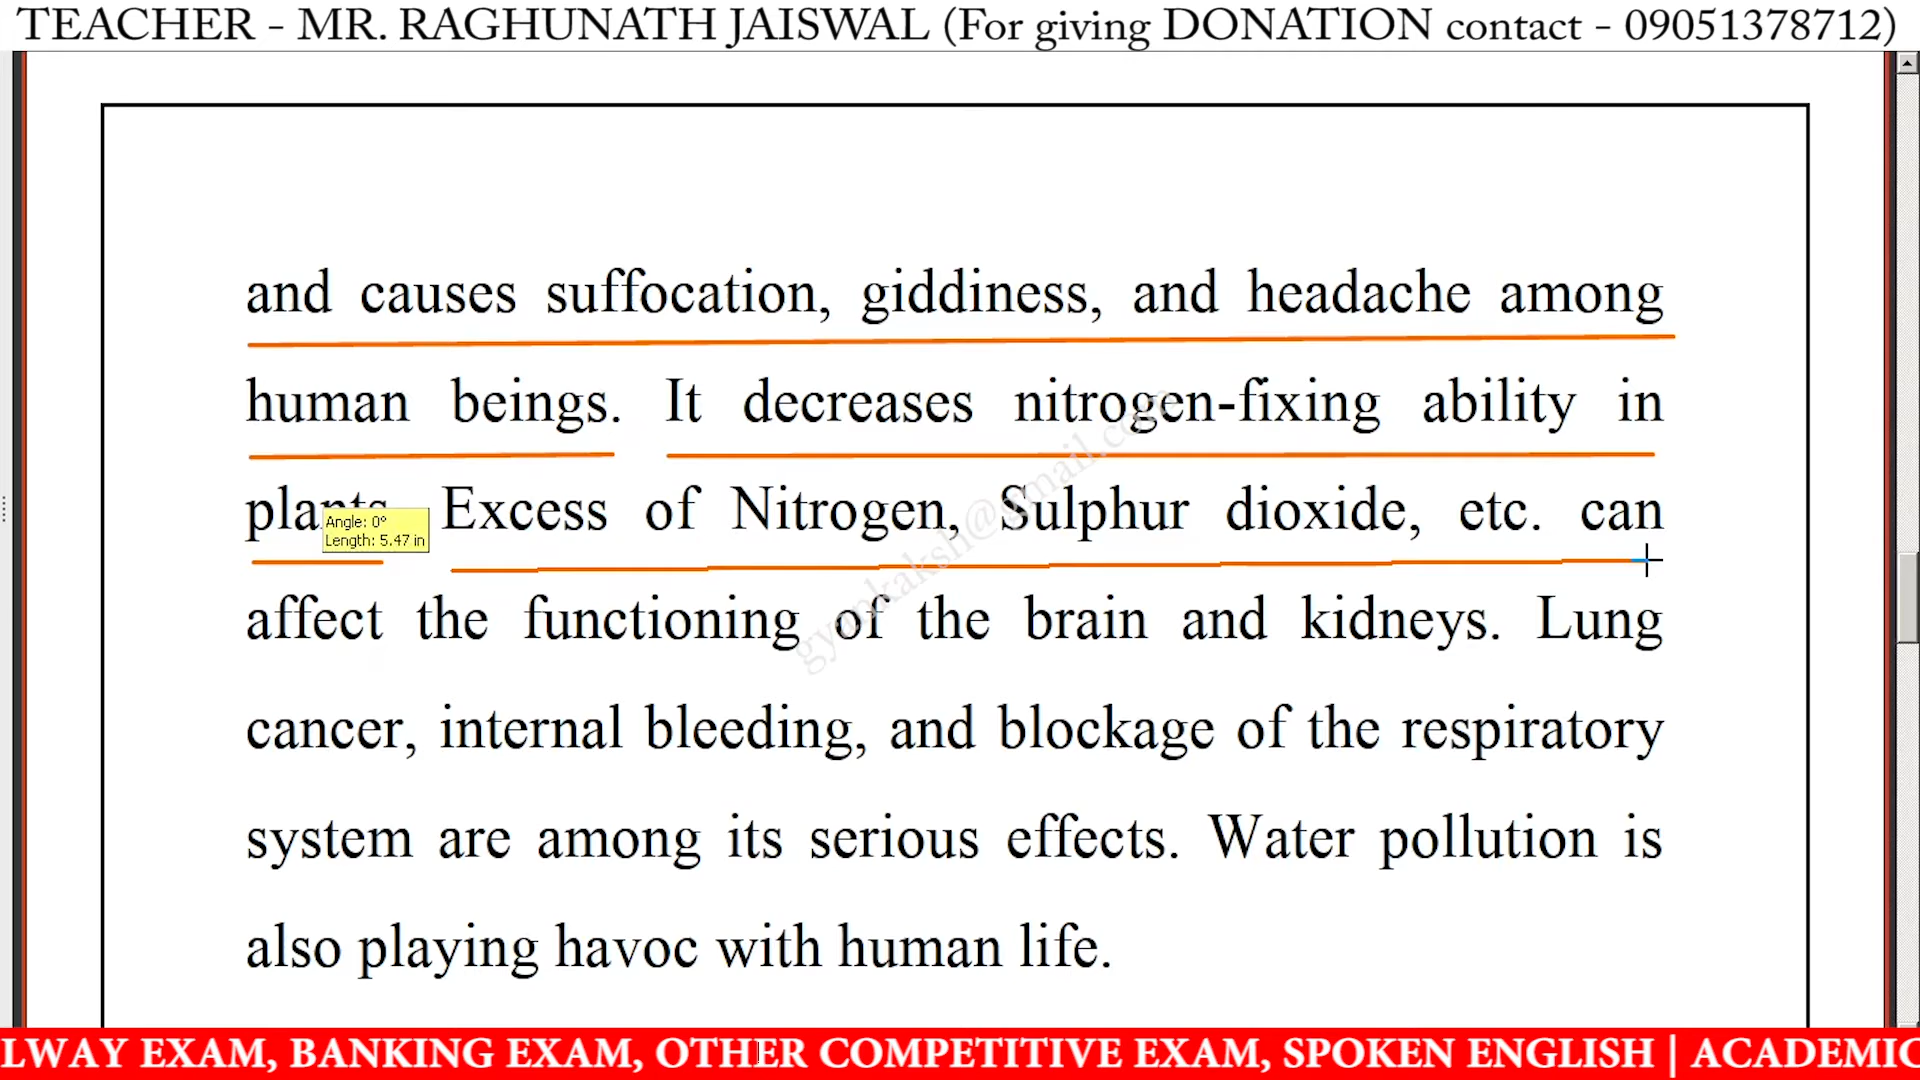 TEACHER - MR. RAGHUNATH JAISWAL (For giving DONATION contact - 09051378712)
and causes suffocation, giddiness, and headache among
human beings. It decreases nitrogen-fixing ability in
plants. Excess of Nitrogen, Sulphur dioxide, etc. can
Angle: 0°
Length: 5.47 in
affect the functioning of the brain and kidneys. Lung
cancer, internal bleeding, and blockage of the respiratory
system are among its serious effects. Water pollution is
also playing havoc with human life.
gyankaksh@gmail.com
LWAY EXAM, BANKING EXAM, OTHER COMPETITIVE EXAM, SPOKEN ENGLISH | ACADEMIC